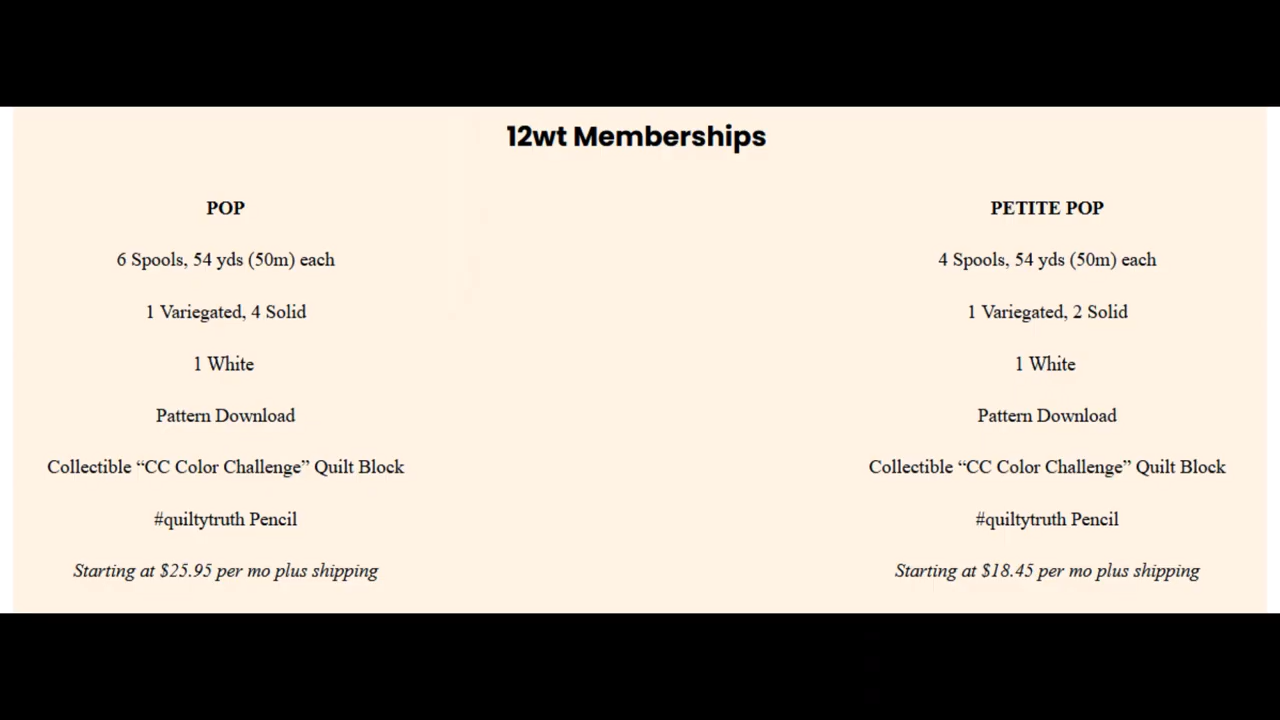 12wt Memberships
POP
6 Spools, 54 yds (50m) each
1 Variegated, 4 Solid
1 White
Pattern Download
Collectible “CC Color Challenge” Quilt Block
#quiltytruth Pencil
Starting at $25.95 per mo plus shipping
PETITE POP
4 Spools, 54 yds (50m) each
1 Variegated, 2 Solid
1 White
Pattern Download
Collectible “CC Color Challenge” Quilt Block
#quiltytruth Pencil
Starting at $18.45 per mo plus shipping